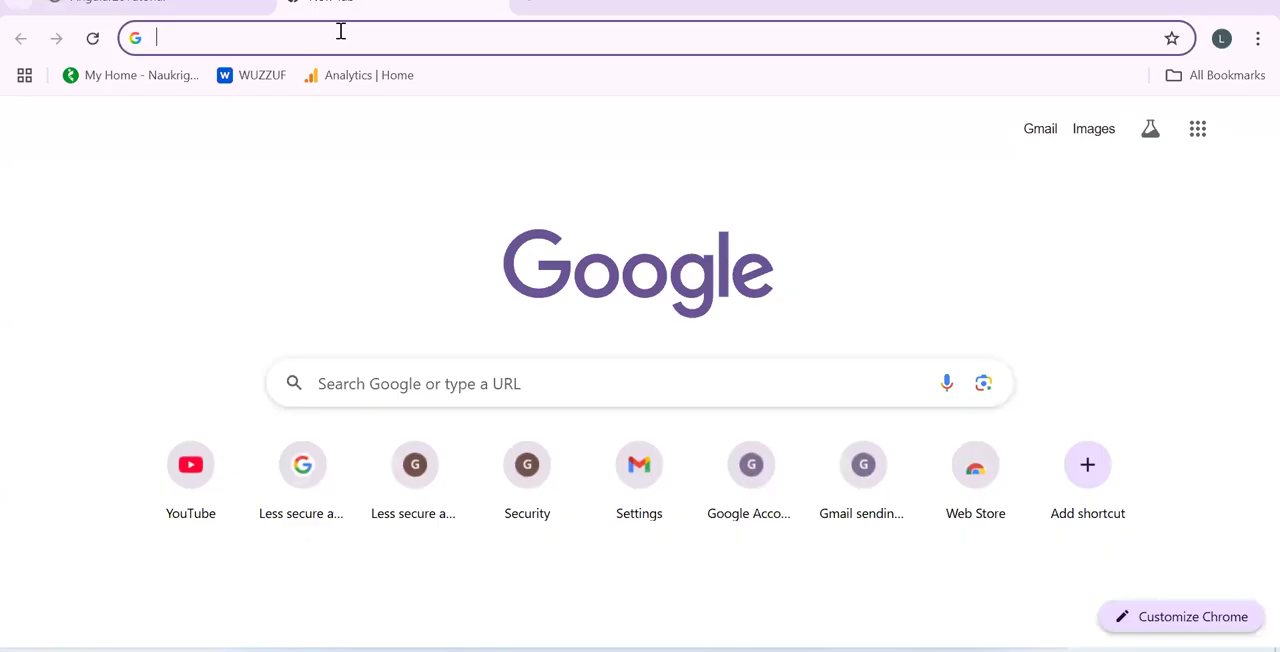 My Home - Naukrig...
WUZZUF
Analytics | Home
All Bookmarks
L
Gmail
Images
Google
Search Google or type a URL
G
G
G
G
YouTube
Less secure a...
Less secure a...
Security
Settings
Google Acco...
Gmail sendin...
Web Store
Add shortcut
Customize Chrome